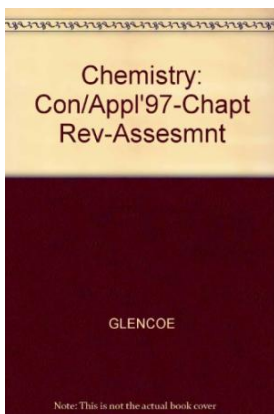 Chemistry:
Con/Appl'97-Chapt
Rev-Assesmnt
GLENCOE
Note: This is not the actual book cover